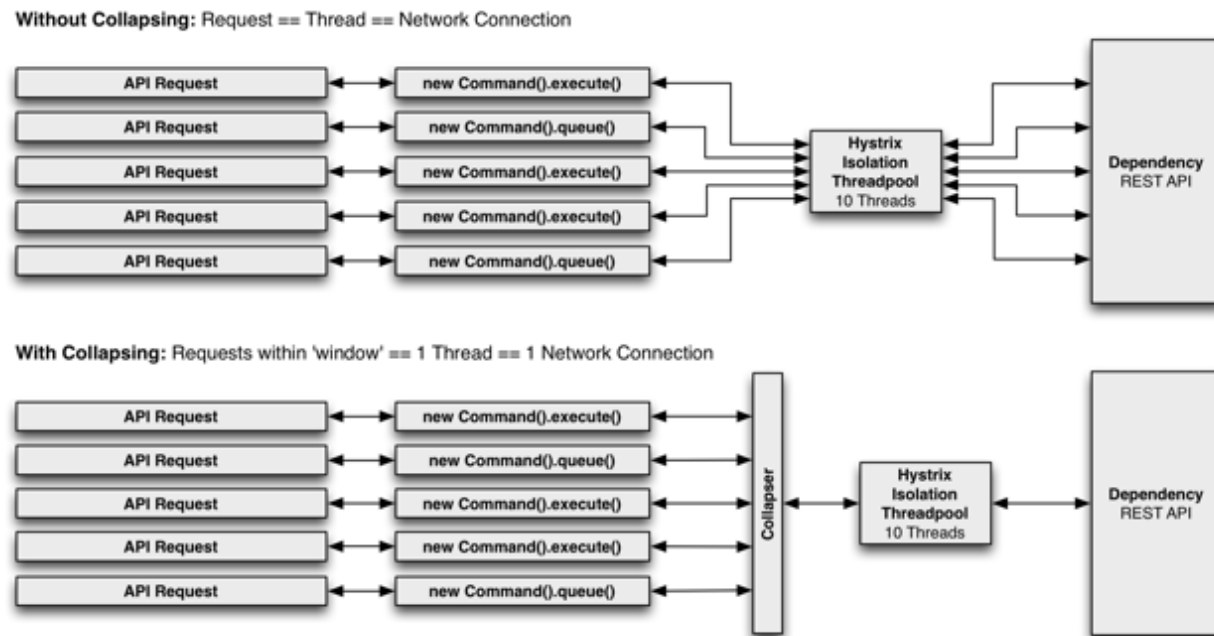 Without Collapsing: Request == Thread == Network Connection
API Request
new Command().execute()
API Request
new Command().queue()
API Request
new Command().execute()
API Request
new Command().execute()
API Request
new Command().queue()
Hystrix
Isolation
Threadpool
10 Threads
Dependency
REST API
With Collapsing: Requests within 'window' == 1 Thread == 1 Network Connection
API Request
new Command().execute()
API Request
new Command().queue()
API Request
new Command().execute()
API Request
new Command().execute()
API Request
new Command().queue()
Collapser
Hystrix
Isolation
Threadpool
10 Threads
Dependency
REST API